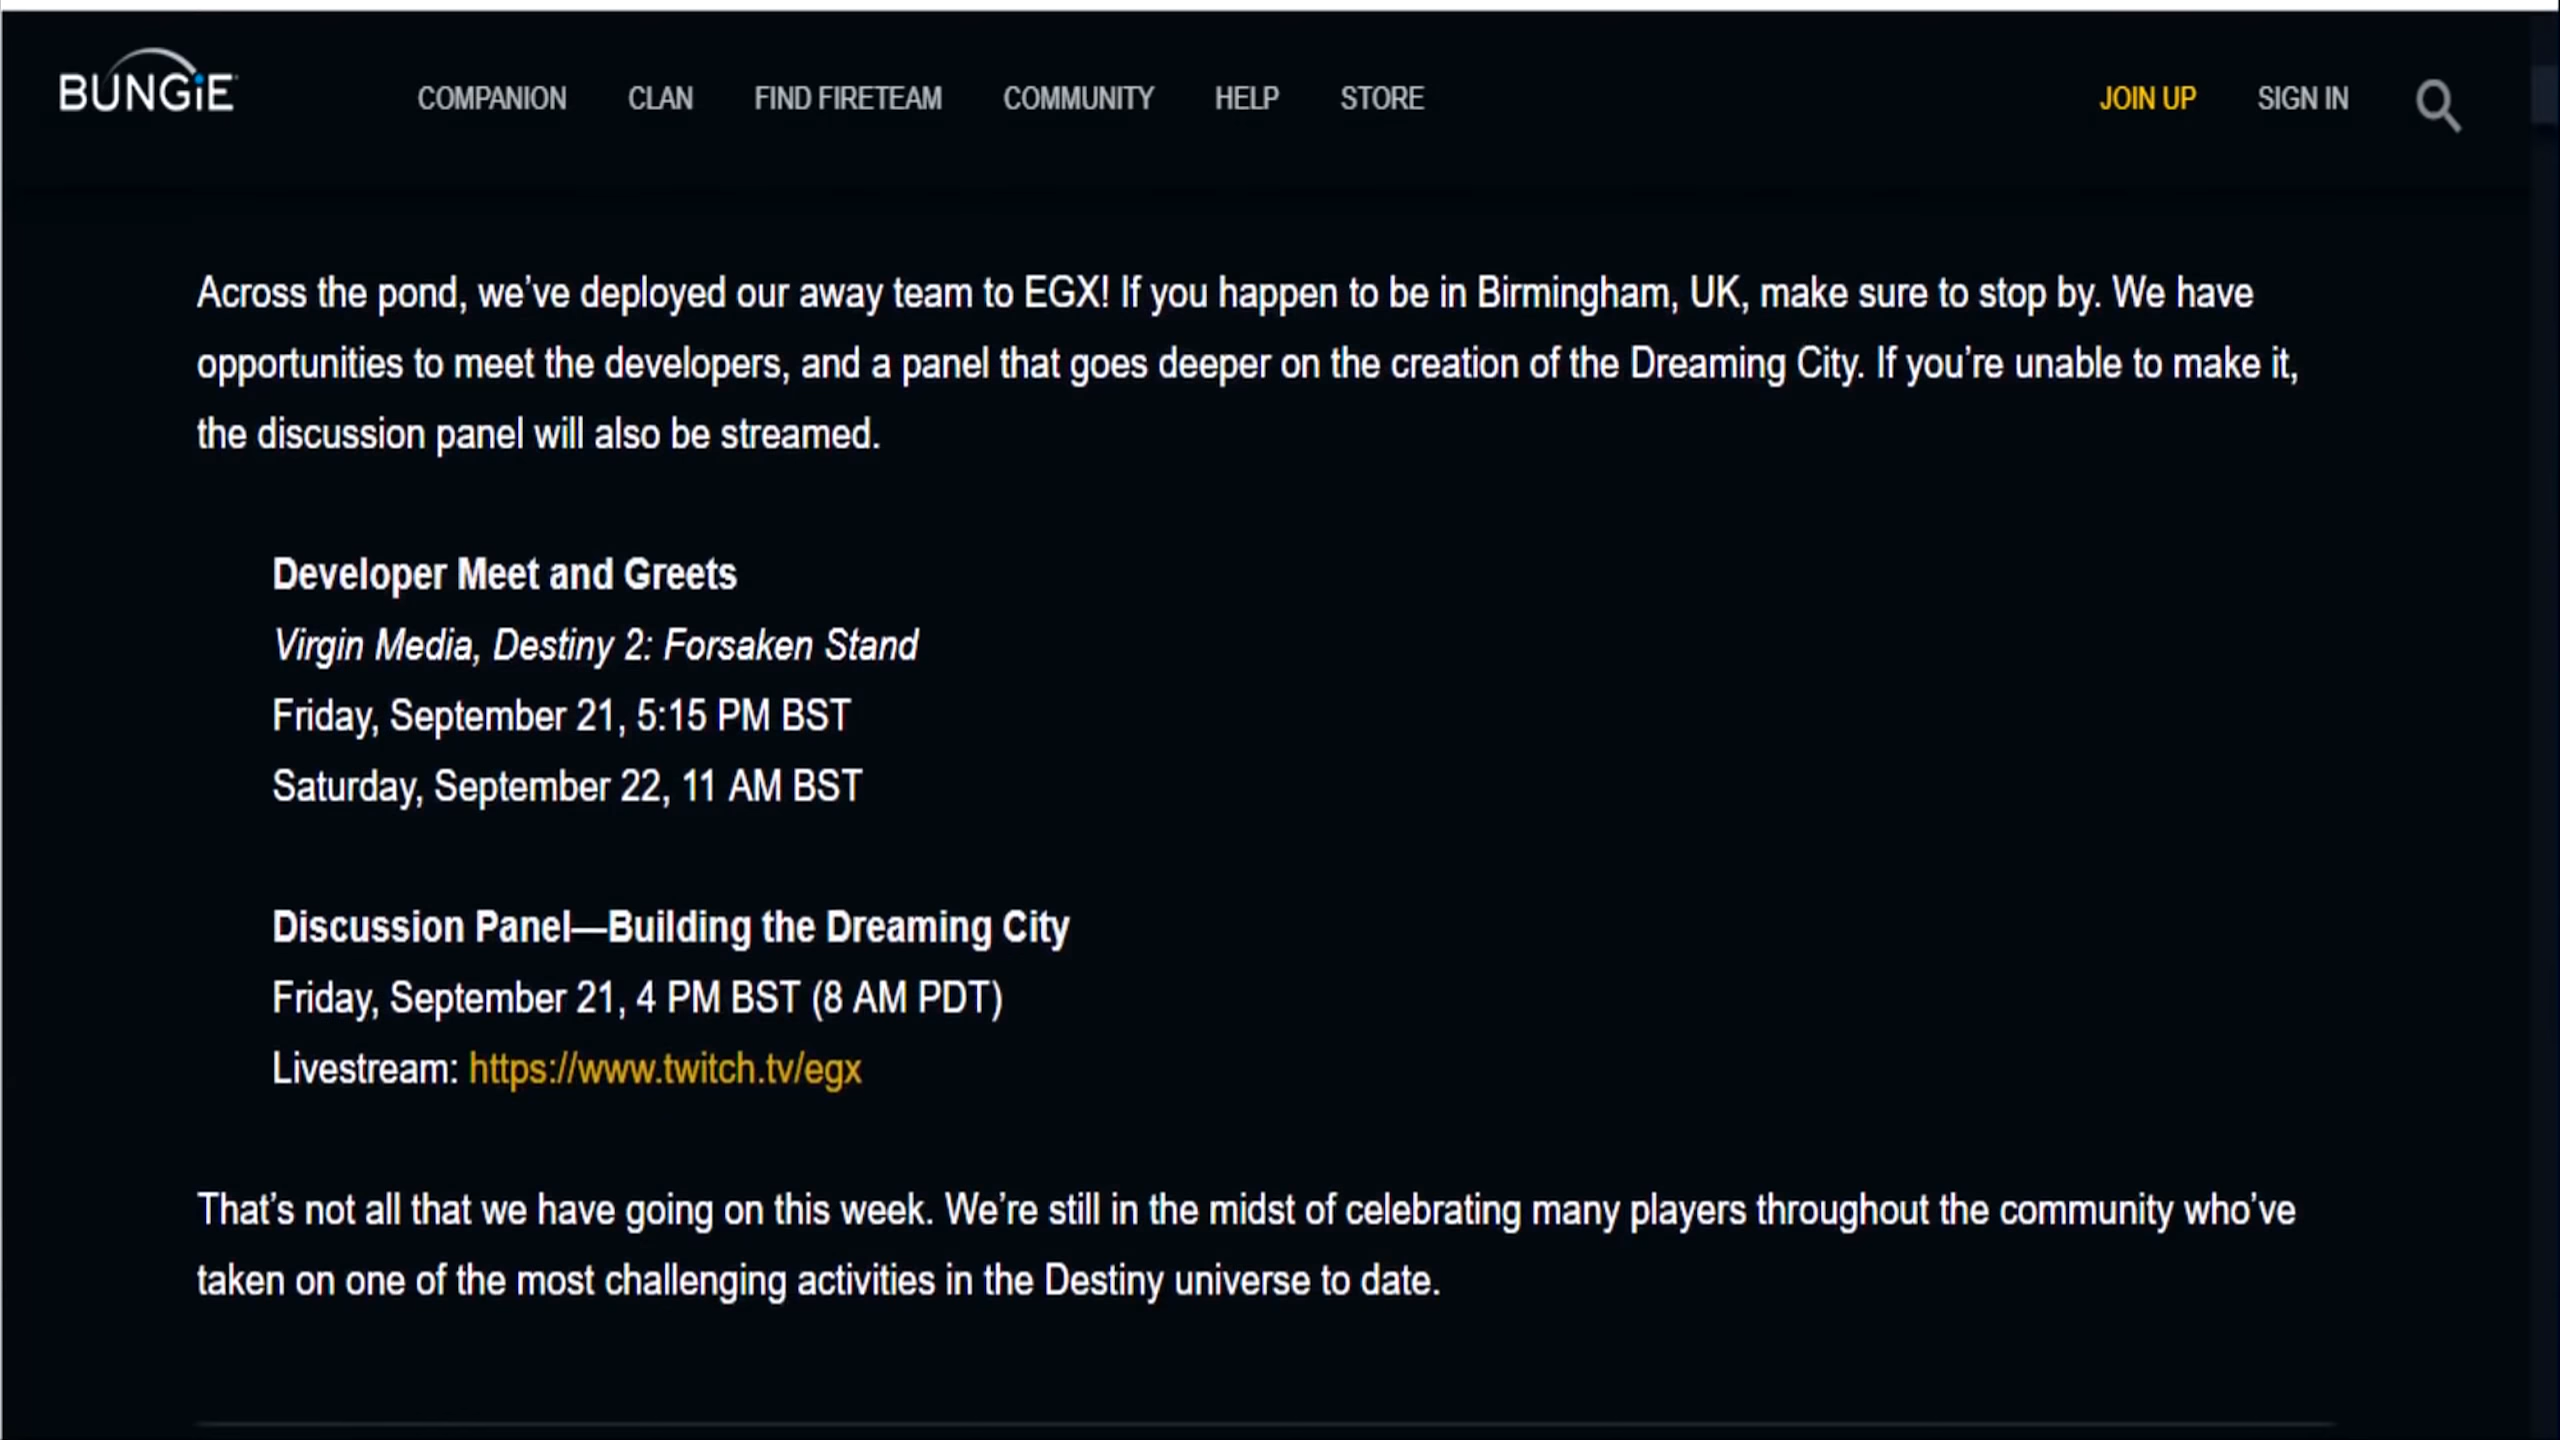 BUNGiE
COMPANION CLAN FIND FIRETEAM COMMUNITY HELP STORE JOIN UP SIGN IN
Across the pond, we’ve deployed our away team to EGX! If you happen to be in Birmingham, UK, make sure to stop by. We have
opportunities to meet the developers, and a panel that goes deeper on the creation of the Dreaming City. If you’re unable to make it,
the discussion panel will also be streamed.
Developer Meet and Greets
Virgin Media, Destiny 2: Forsaken Stand
Friday, September 21, 5:15 PM BST
Saturday, September 22, 11 AM BST
Discussion Panel—Building the Dreaming City
Friday, September 21, 4 PM BST (8 AM PDT)
Livestream: https://www.twitch.tv/egx
That’s not all that we have going on this week. We’re still in the midst of celebrating many players throughout the community who’ve
taken on one of the most challenging activities in the Destiny universe to date.